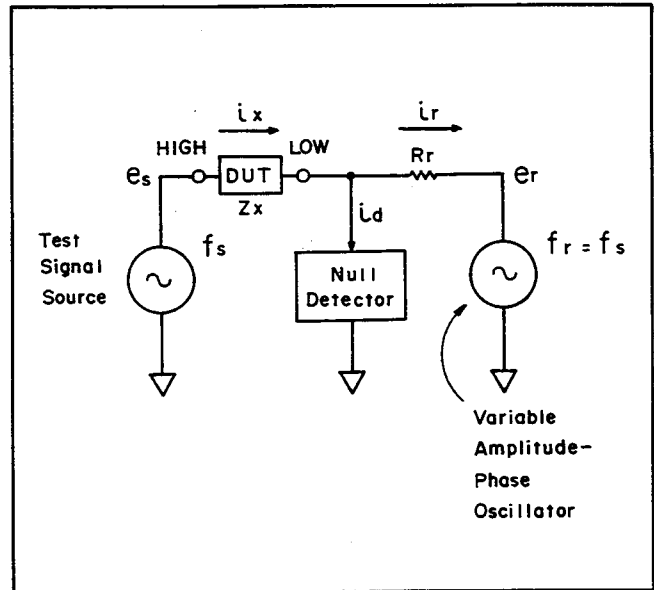 ix
ir
HIGH
LOW
Rr
es
DUT
er
Zx
id
fs
fr = fs
Test
Signal
Source
Null
Detector
Variable
Amplitude-
Phase
Oscillator